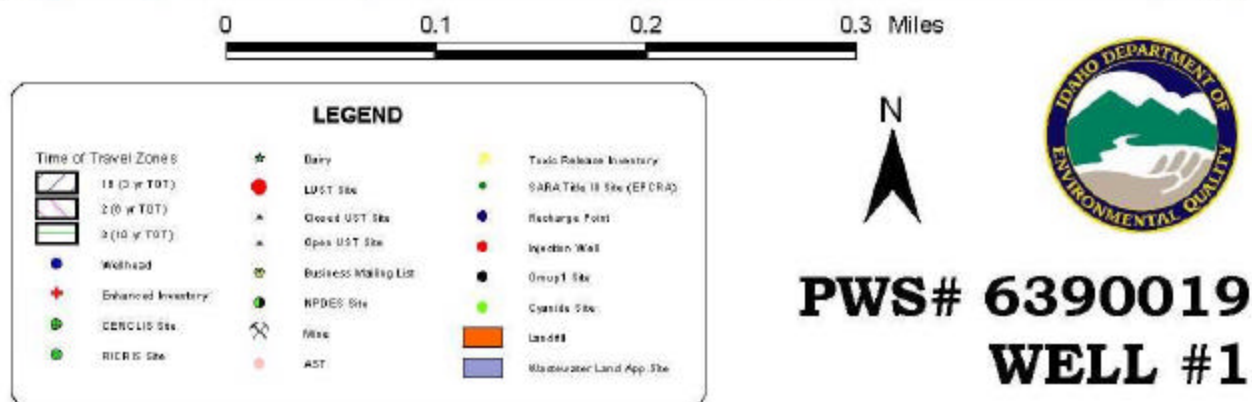 0 0.1 0.2 0.3 Miles
LEGEND
Time of Travel Zones
1B (3 yr TOT)
2 (6 yr TOT)
3 (10 yr TOT)
Wellhead
Enhanced Inventory
CERCLIS Site
RICRIS Site
Dairy
LUST Site
Closed UST Site
Open UST Site
Business Mailing List
NPDES Site
Mine
AST
Toxic Release Inventory
SARA Title III Site (EPCRA)
Recharge Point
Injection Well
Group1 Site
Cyanide Site
Landfill
Wastewater Land App. Site
N
IDAHO DEPARTMENT OF
ENVIRONMENTAL QUALITY
PWS# 6390019
WELL #1